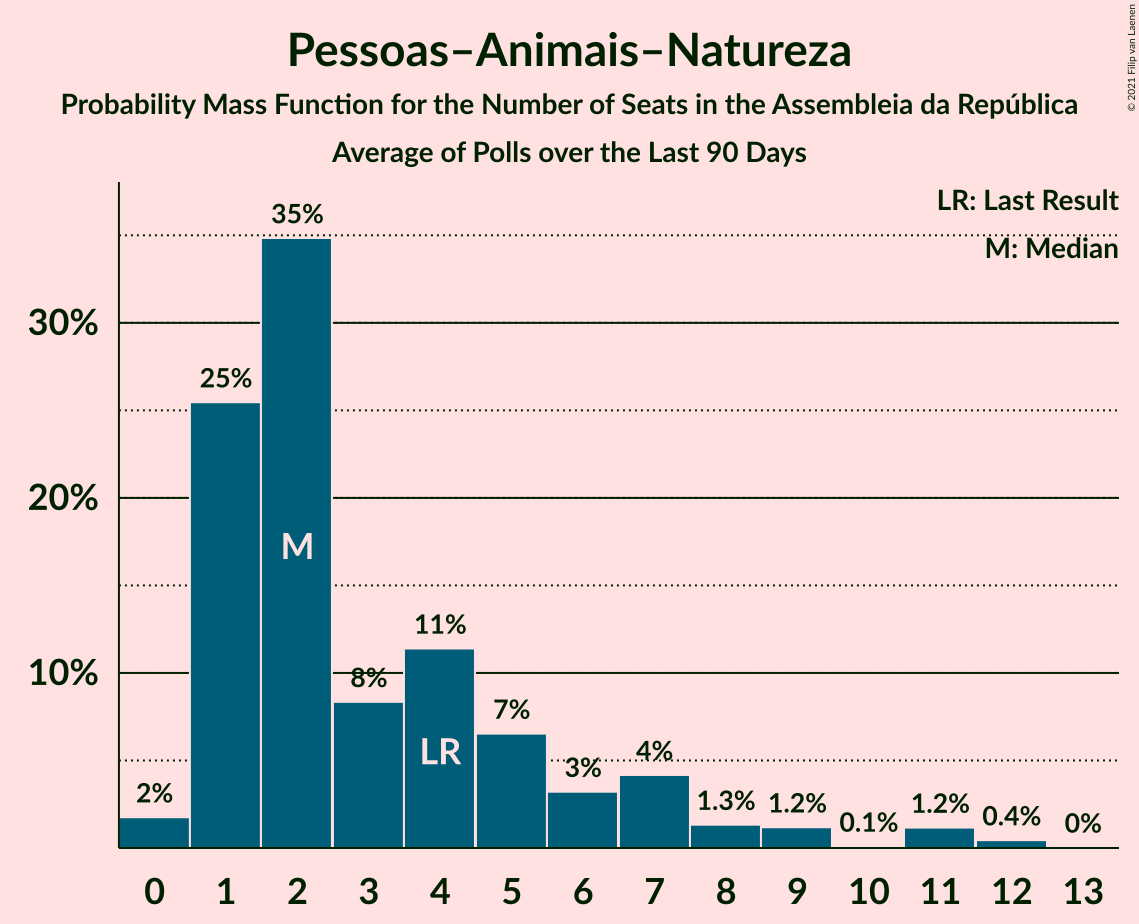 Pessoas–Animais–Natureza
Probability Mass Function for the Number of Seats in the Assembleia da República
Average of Polls over the Last 90 Days
© 2021 Filip van Laenen
LR: Last Result
M: Median
35%
30%
25%
20%
M
11%
10%
8%
7%
LR
4%
3%
2%
1.3%
1.2%
0.1%
1.2%
0.4%
0%
0 1 2 3 4 5 6 7 8 9 10 11 12 13